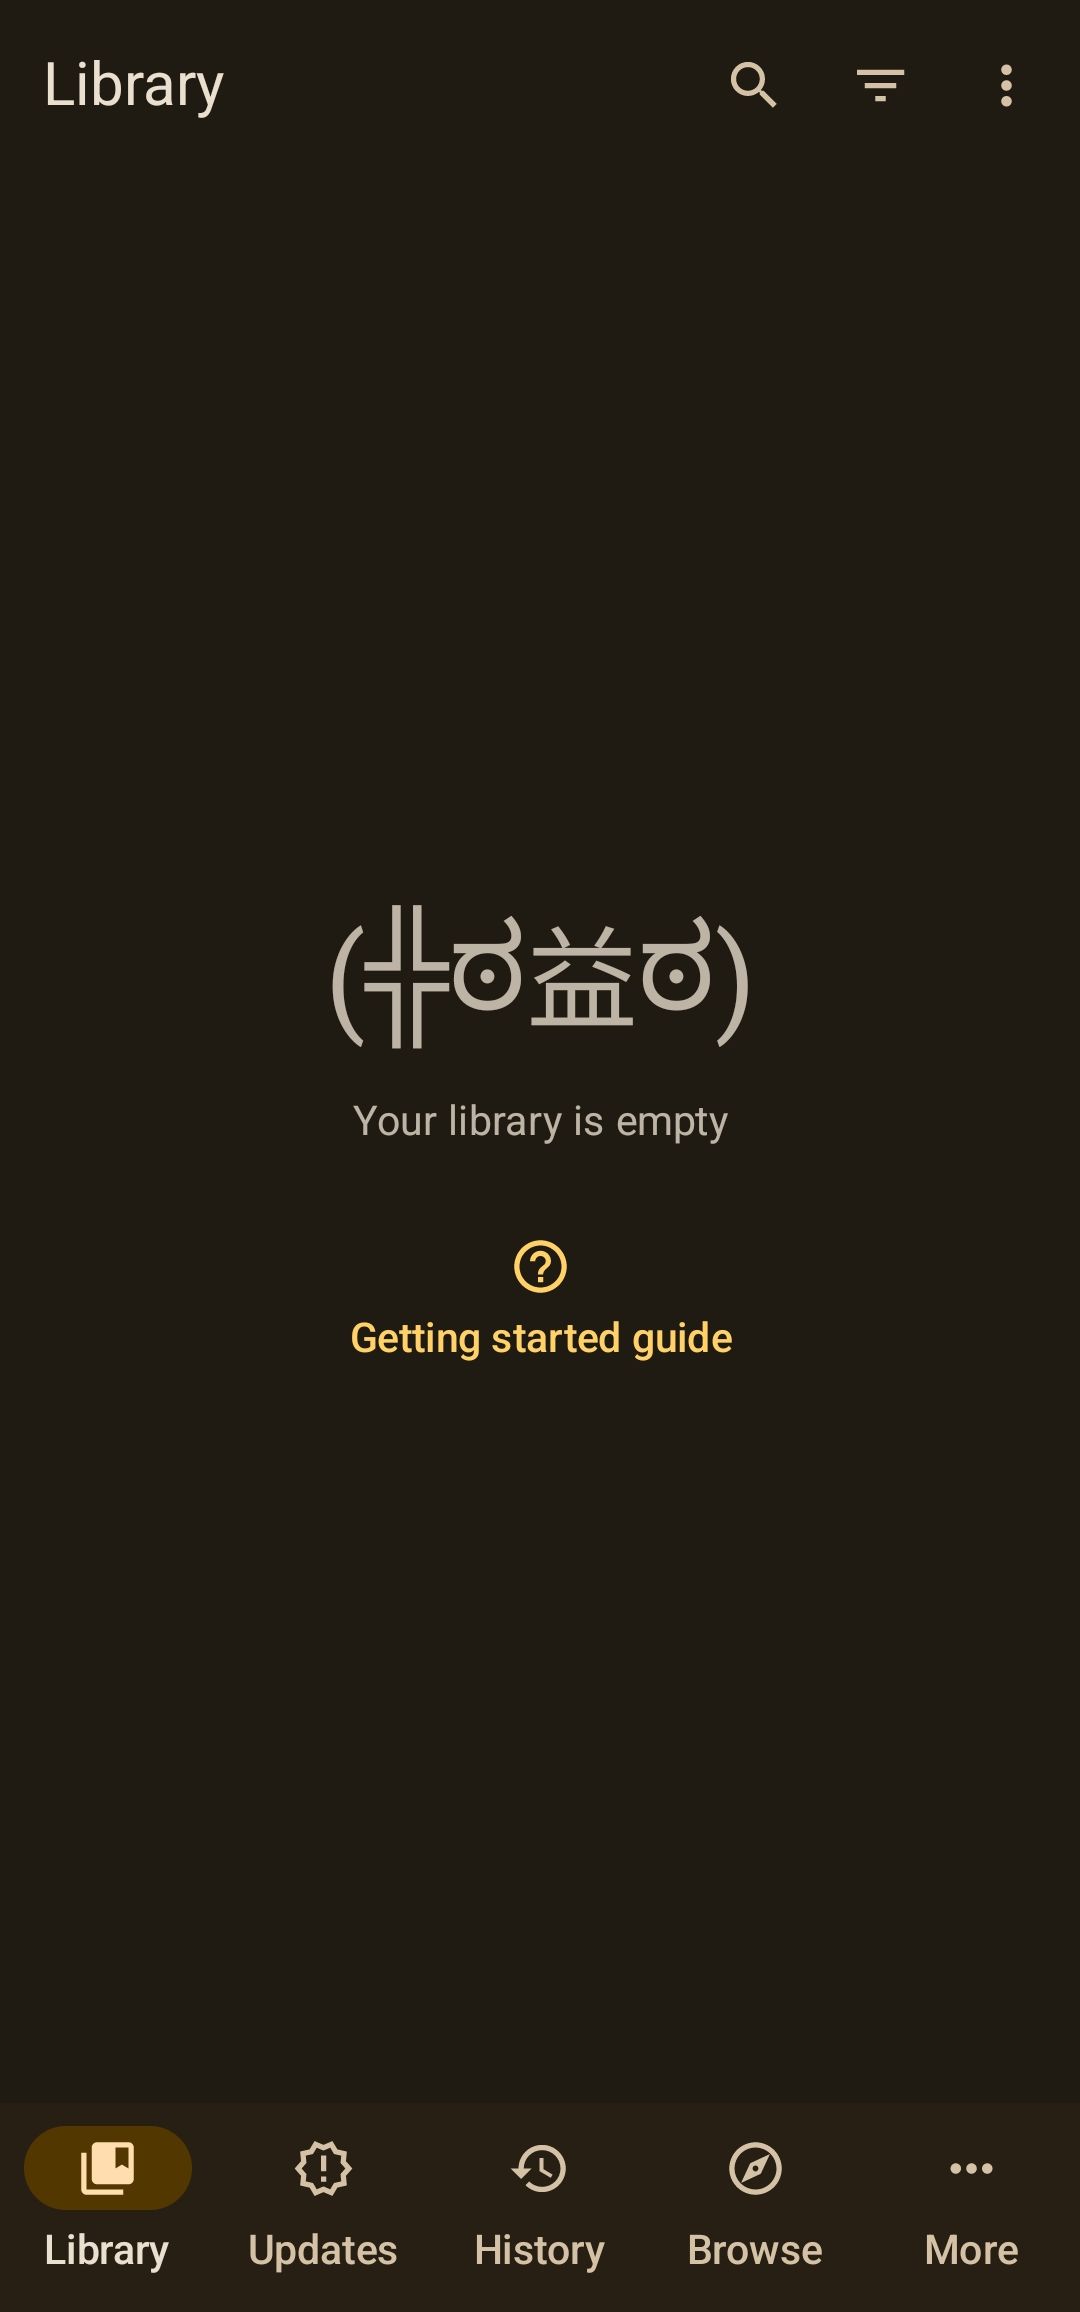 Library
(╬ಠ益ಠ)
Your library is empty
Getting started guide
Library
Updates
History
Browse
More